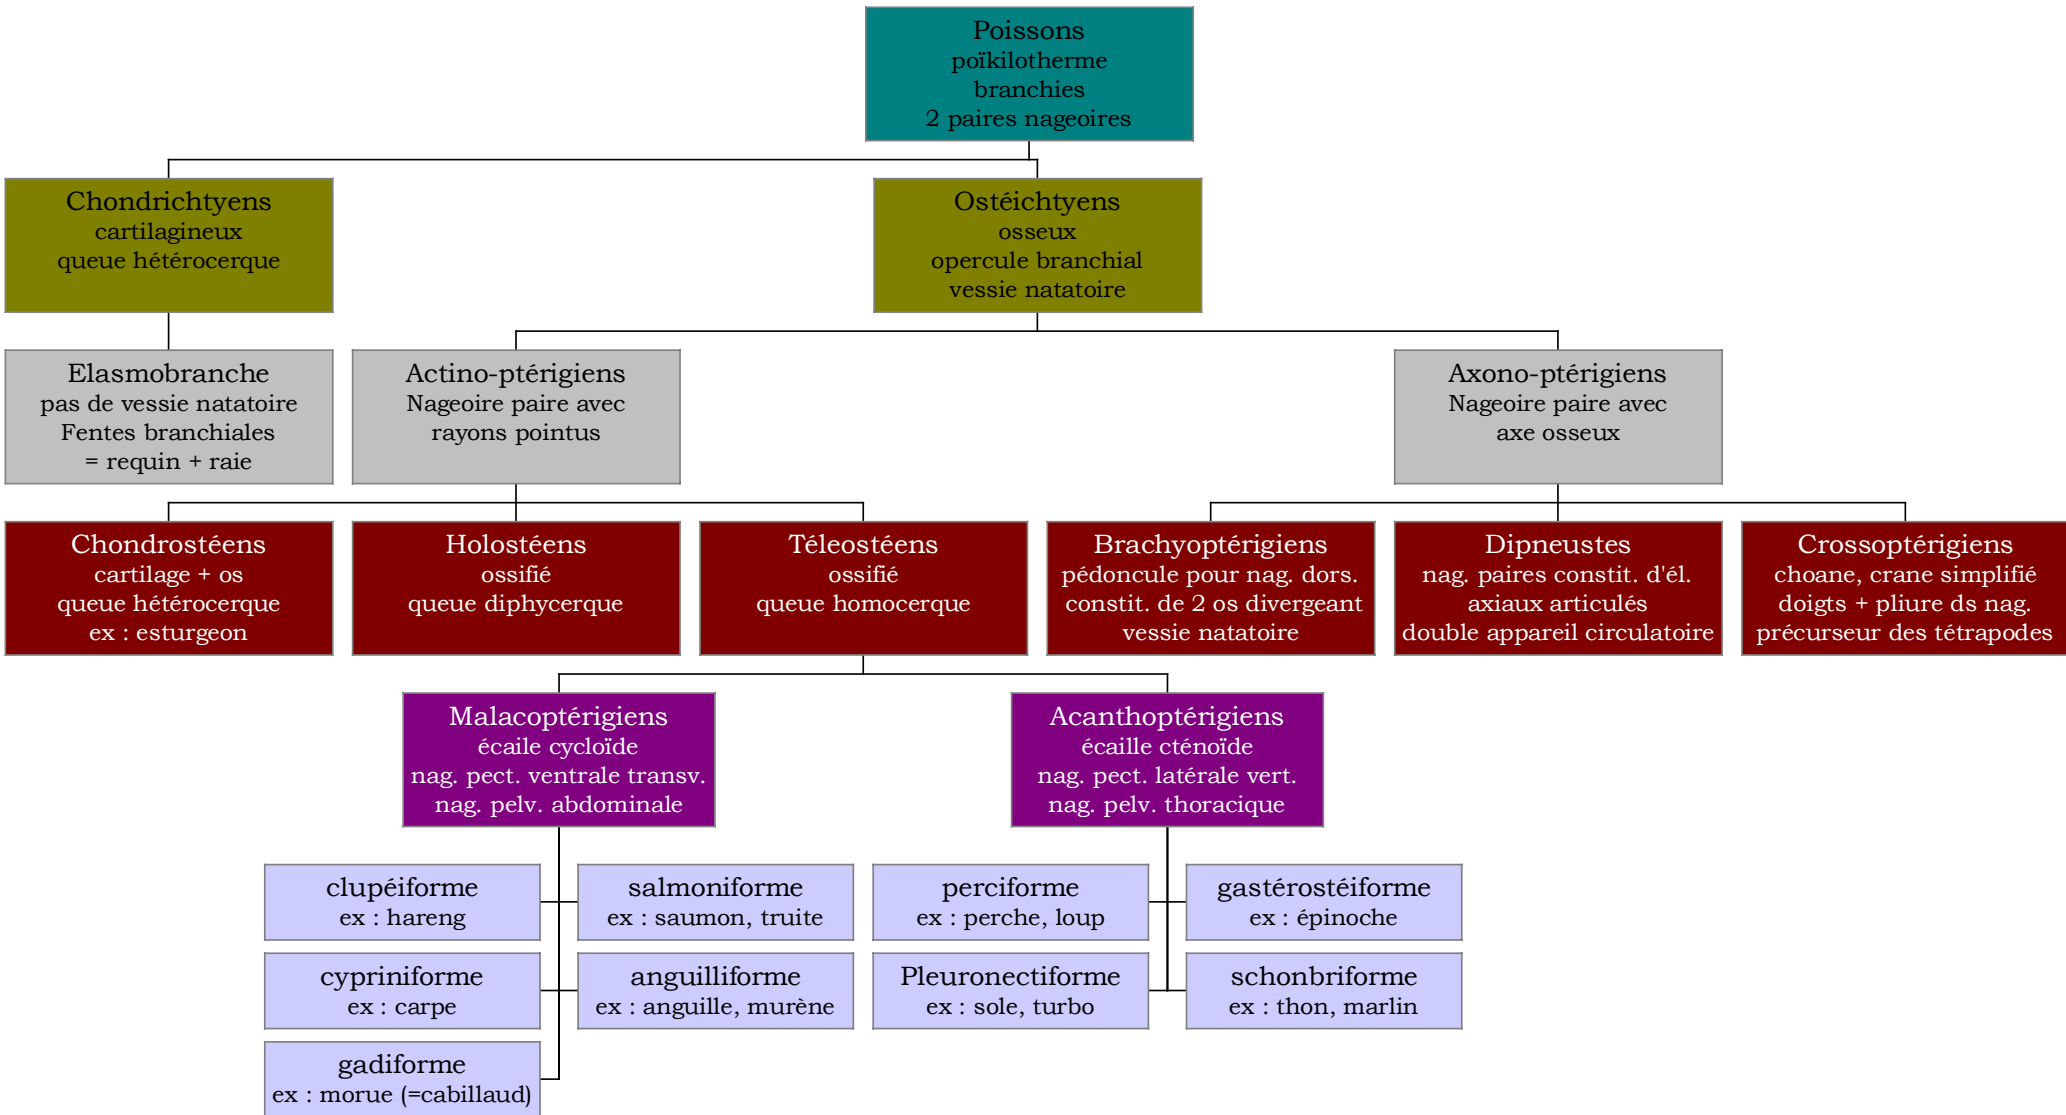 Poissons
poïkilotherme
branchies
2 paires nageoires
Chondrichtyens
cartilagineux
queue hétérocerque
Ostéichtyens
osseux
opercule branchial
vessie natatoire
Elasmobranche
pas de vessie natatoire
Fentes branchiales
= requin + raie
Actino-ptérigiens
Nageoire paire avec
rayons pointus
Axono-ptérigiens
Nageoire paire avec
axe osseux
Chondrostéens
cartilage + os
queue hétérocerque
ex : esturgeon
Holostéens
ossifié
queue diphycerque
Téleostéens
ossifié
queue homocerque
Brachyoptérigiens
pédoncule pour nag. dors.
constit. de 2 os divergeant
vessie natatoire
Dipneustes
nag. paires constit. d'él.
axiaux articulés
double appareil circulatoire
Crossoptérigiens
choane, crane simplifié
doigts + pliure ds nag.
précurseur des tétrapodes
Malacoptérigiens
écaile cycloïde
nag. pect. ventrale transv.
nag. pelv. abdominale
Acanthoptérigiens
écaille cténoïde
nag. pect. latérale vert.
nag. pelv. thoracique
clupéiforme
ex : hareng
salmoniforme
ex : saumon, truite
perciforme
ex : perche, loup
gastérostéiforme
ex : épinoche
cypriniforme
ex : carpe
anguilliforme
ex : anguille, murène
Pleuronectiforme
ex : sole, turbo
schonbriforme
ex : thon, marlin
gadiforme
ex : morue (=cabillaud)